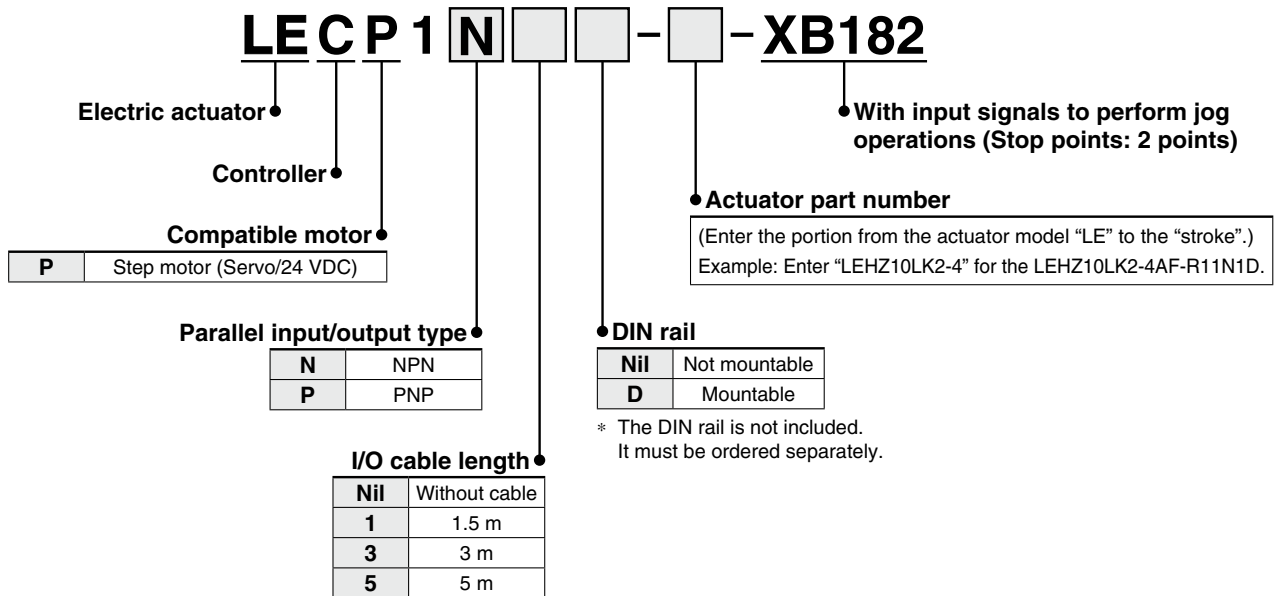 LECP1N - - XB182
Electric actuator
With input signals to perform jog
operations (Stop points: 2 points)
Controller
Actuator part number
(Enter the portion from the actuator model “LE” to the “stroke”.)
Example: Enter “LEHZ10LK2-4” for the LEHZ10LK2-4AF-R11N1D.
Compatible motor
P Step motor (Servo/24 VDC)
Parallel input/output type
N NPN
P PNP
DIN rail
Nil Not mountable
D Mountable
* The DIN rail is not included.
It must be ordered separately.
I/O cable length
Nil Without cable
1 1.5 m
3 3 m
5 5 m